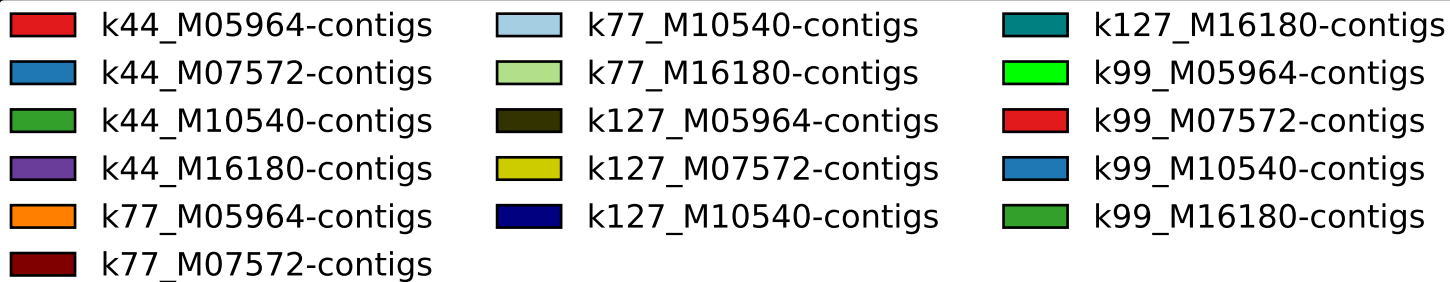 k44_M05964-contigs
k44_M07572-contigs
k44_M10540-contigs
k44_M16180-contigs
k77_M05964-contigs
k77_M07572-contigs
k77_M10540-contigs
k77_M16180-contigs
k127_M05964-contigs
k127_M07572-contigs
k127_M10540-contigs
k127_M16180-contigs
k99_M05964-contigs
k99_M07572-contigs
k99_M10540-contigs
k99_M16180-contigs